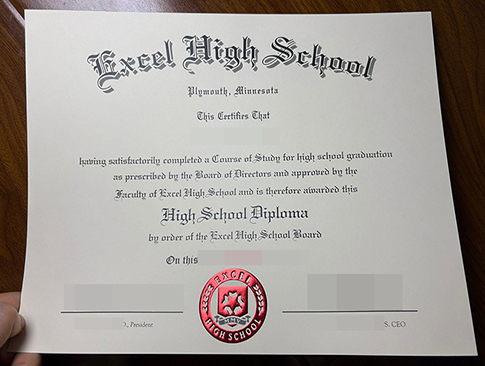 Excel High School
Plymouth, Minnesota
This Certifies That
having satisfactorily completed a Course of Study for high school graduation
as prescribed by the Board of Directors and approved by the
Faculty of Excel High School and is therefore awarded this
High School Diploma
by order of the Excel High School Board
On this
EXCEL
HIGH SCHOOL
, President
S. CEO